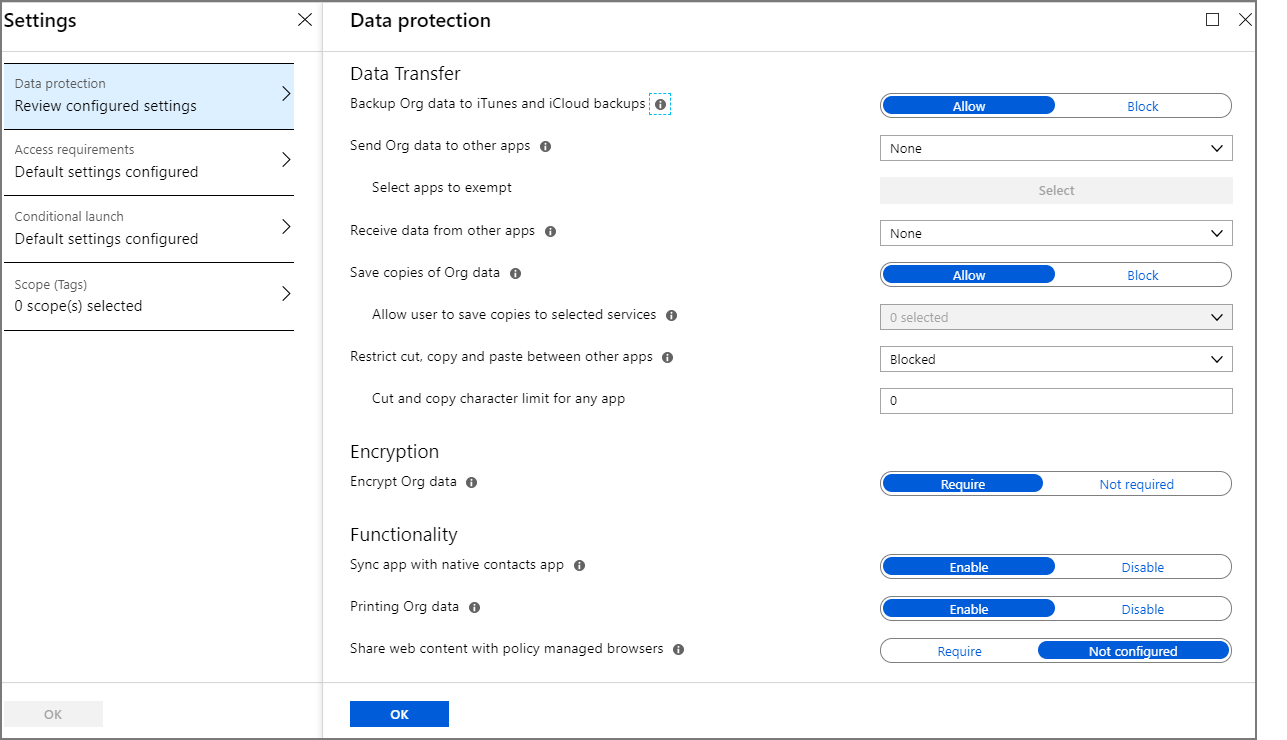 Settings
Data protection
Review configured settings
Access requirements
Default settings configured
Conditional launch
Default settings configured
Scope (Tags)
0 scope(s) selected
OK
Data protection
Data Transfer
Backup Org data to iTunes and iCloud backups
Allow Block
Send Org data to other apps
None
Select apps to exempt
Select
Receive data from other apps
None
Save copies of Org data
Allow Block
Allow user to save copies to selected services
0 selected
Restrict cut, copy and paste between other apps
Blocked
Cut and copy character limit for any app
0
Encryption
Encrypt Org data
Require Not required
Functionality
Sync app with native contacts app
Enable Disable
Printing Org data
Enable Disable
Share web content with policy managed browsers
Require Not configured
OK